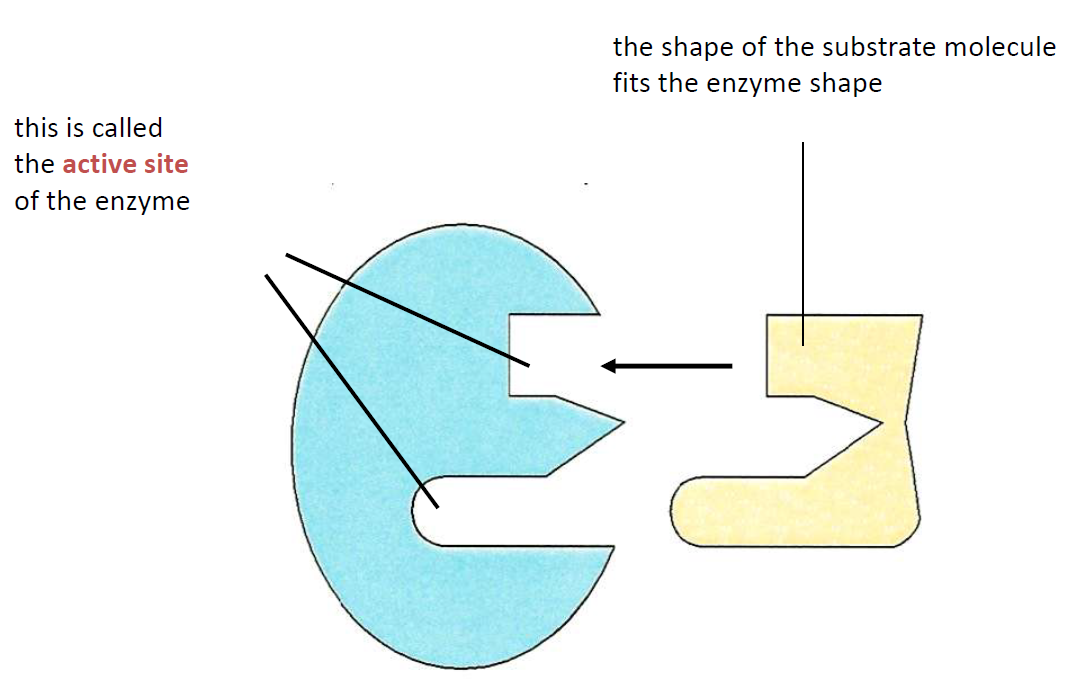 the shape of the substrate molecule
fits the enzyme shape
this is called
the active site
of the enzyme